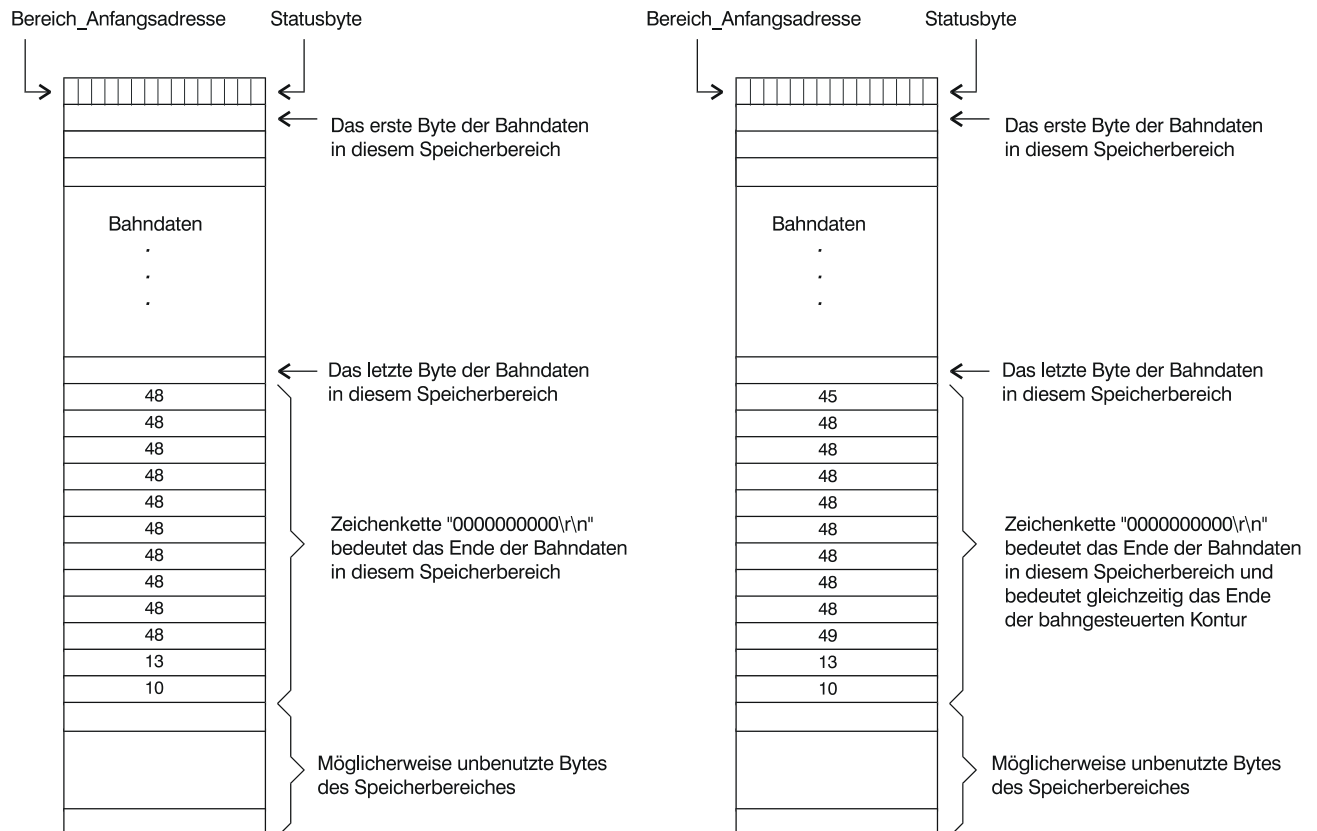 Bereich_Anfangsadresse
Statusbyte
Das erste Byte der Bahndaten
in diesem Speicherbereich
Bahndaten
.
.
.
Das letzte Byte der Bahndaten
in diesem Speicherbereich
48
48
48
48
48
48
48
48
48
48
13
10
Zeichenkette "0000000000\r\n"
bedeutet das Ende der Bahndaten
in diesem Speicherbereich
Möglicherweise unbenutzte Bytes
des Speicherbereiches
Bereich_Anfangsadresse
Statusbyte
Das erste Byte der Bahndaten
in diesem Speicherbereich
Bahndaten
.
.
.
Das letzte Byte der Bahndaten
in diesem Speicherbereich
45
48
48
48
48
48
48
48
48
49
13
10
Zeichenkette "0000000000\r\n"
bedeutet das Ende der Bahndaten
in diesem Speicherbereich und
bedeutet gleichzeitig das Ende
der bahngesteuerten Kontur
Möglicherweise unbenutzte Bytes
des Speicherbereiches